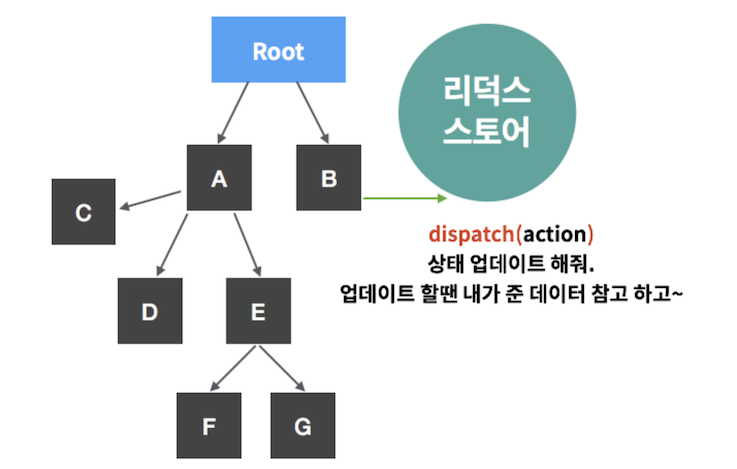 Root
리덕스
스토어
A
B
C
dispatch(action)
상태 업데이트 해줘.
업데이트 할땐 내가 준 데이터 참고 하고~
D
E
F
G